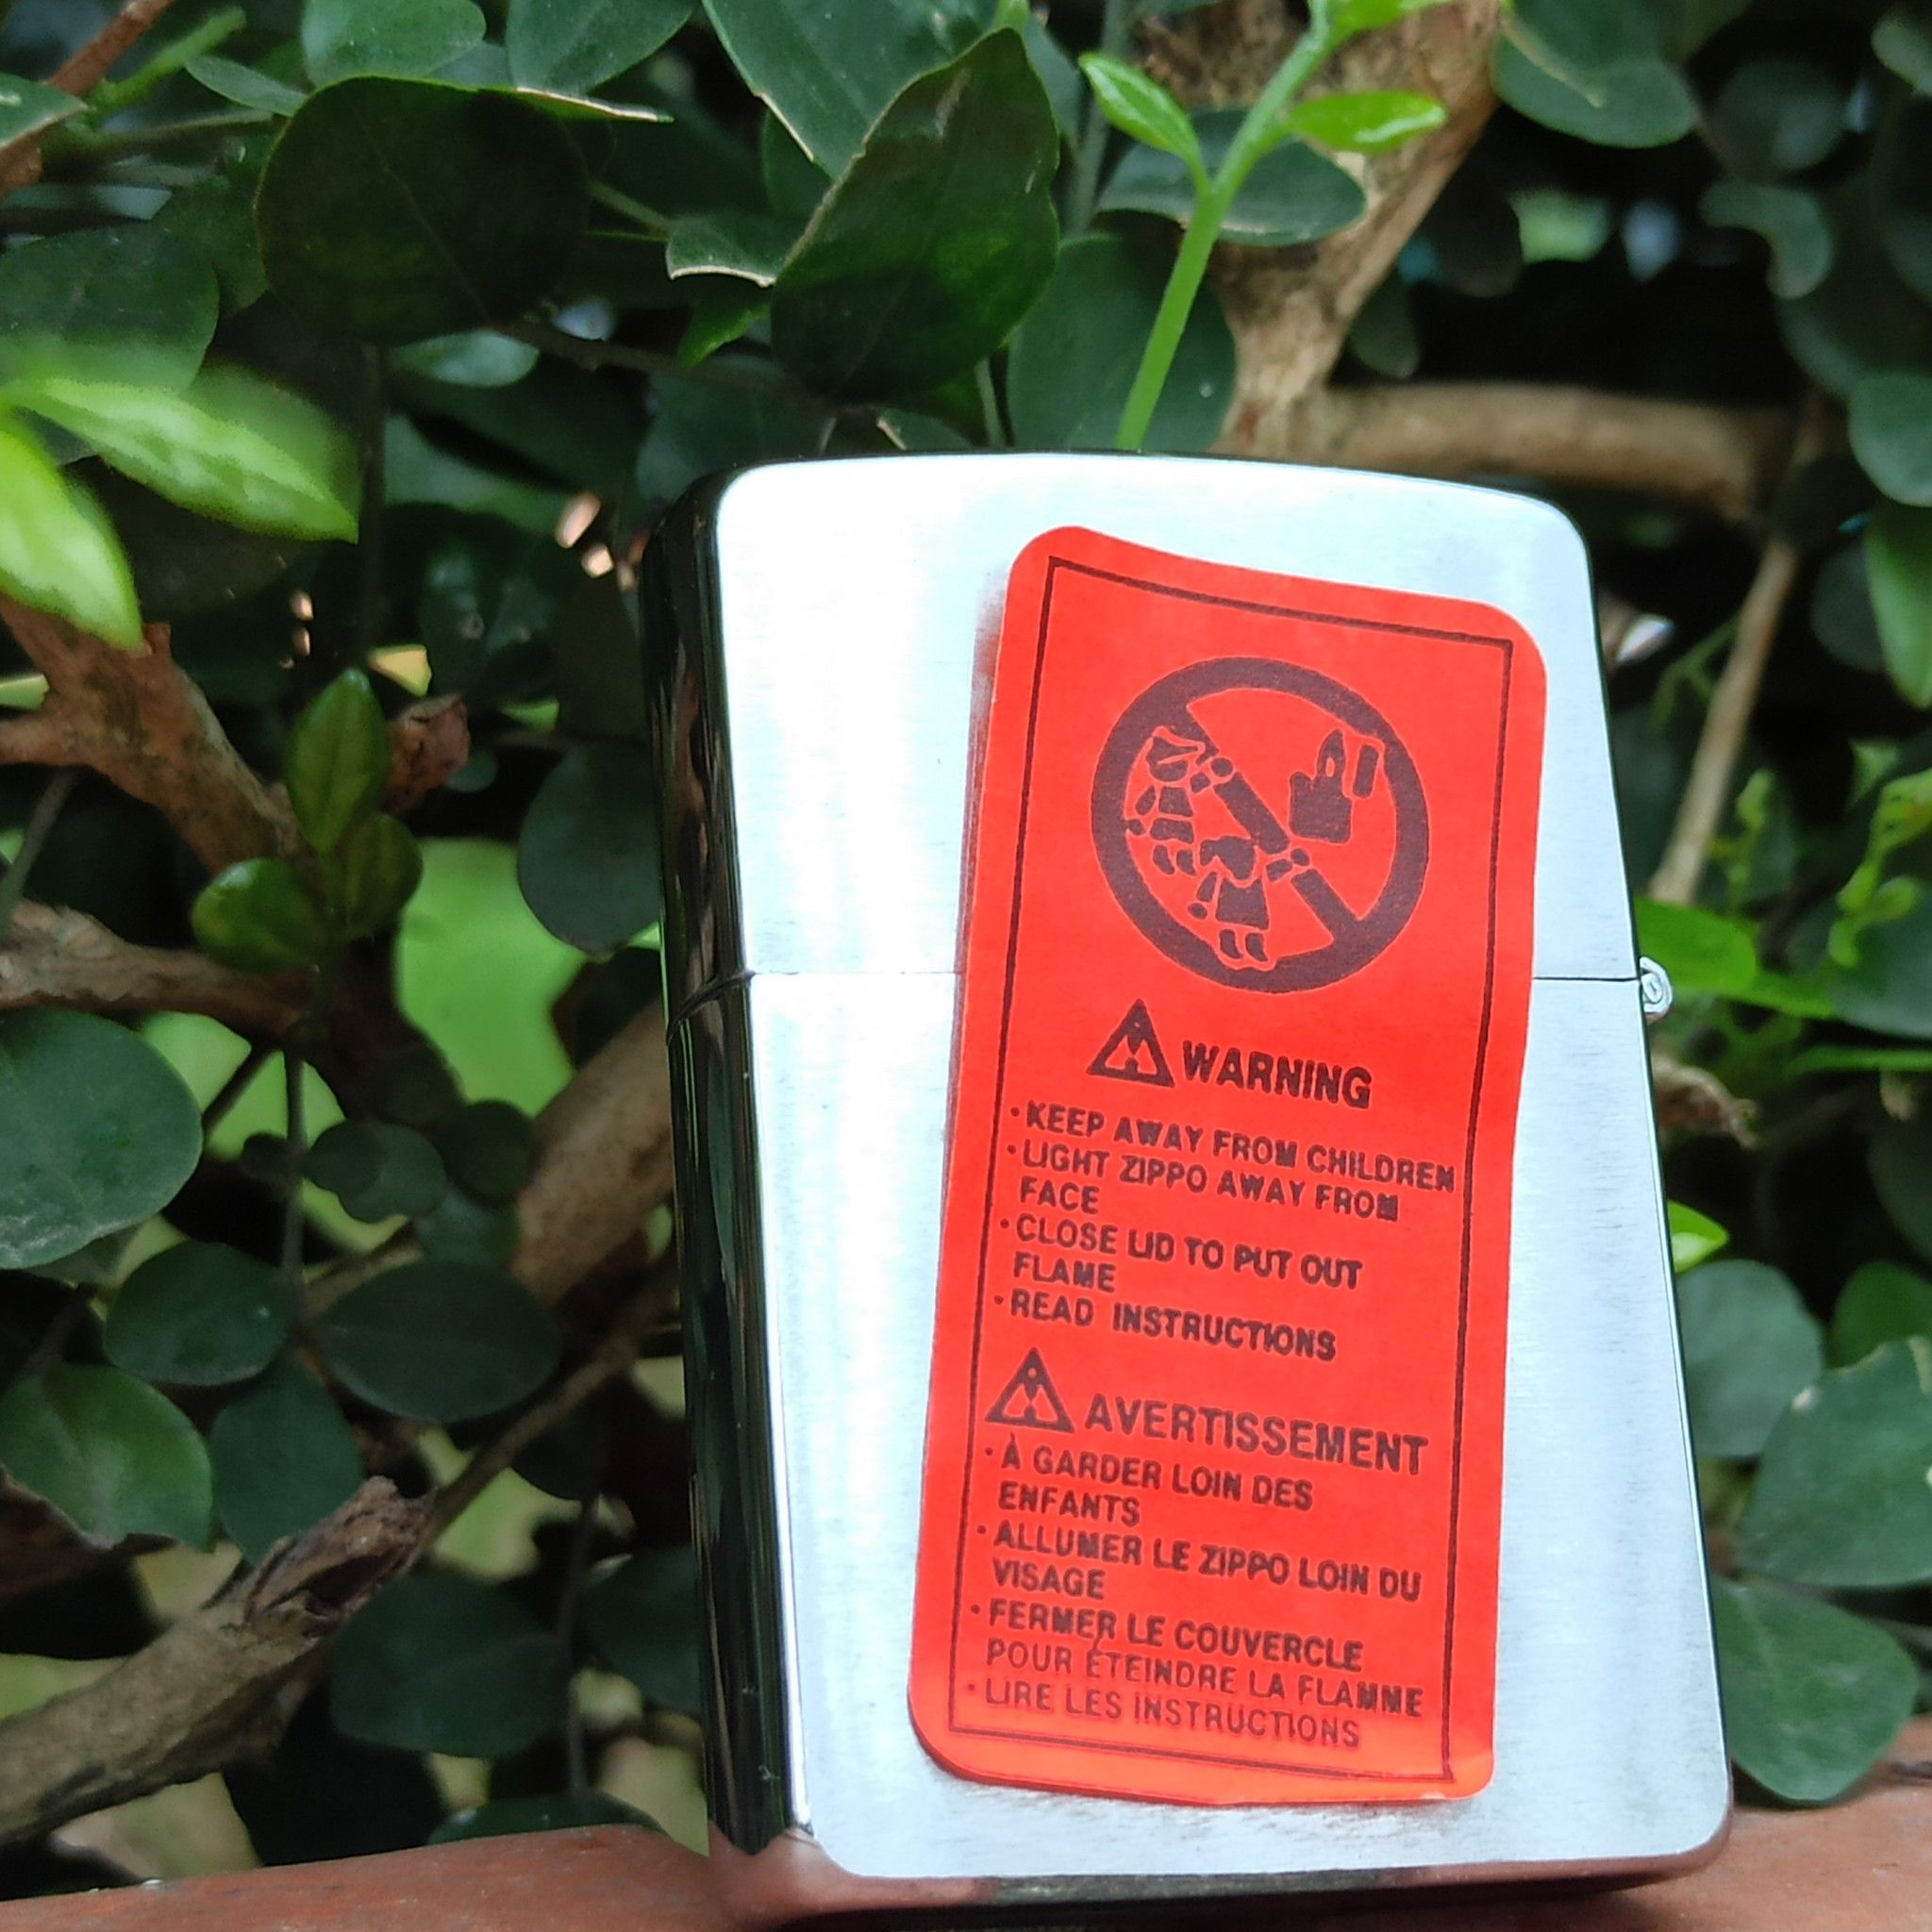 WARNING
·KEEP AWAY FROM CHILDREN
·LIGHT ZIPPO AWAY FROM
FACE
·CLOSE LID TO PUT OUT
FLAME
·READ INSTRUCTIONS
AVERTISSEMENT
·À GARDER LOIN DES
ENFANTS
·ALLUMER LE ZIPPO LOIN DU
VISAGE
·FERMER LE COUVERCLE
POUR ÉTEINDRE LA FLAMME
·LIRE LES INSTRUCTIONS